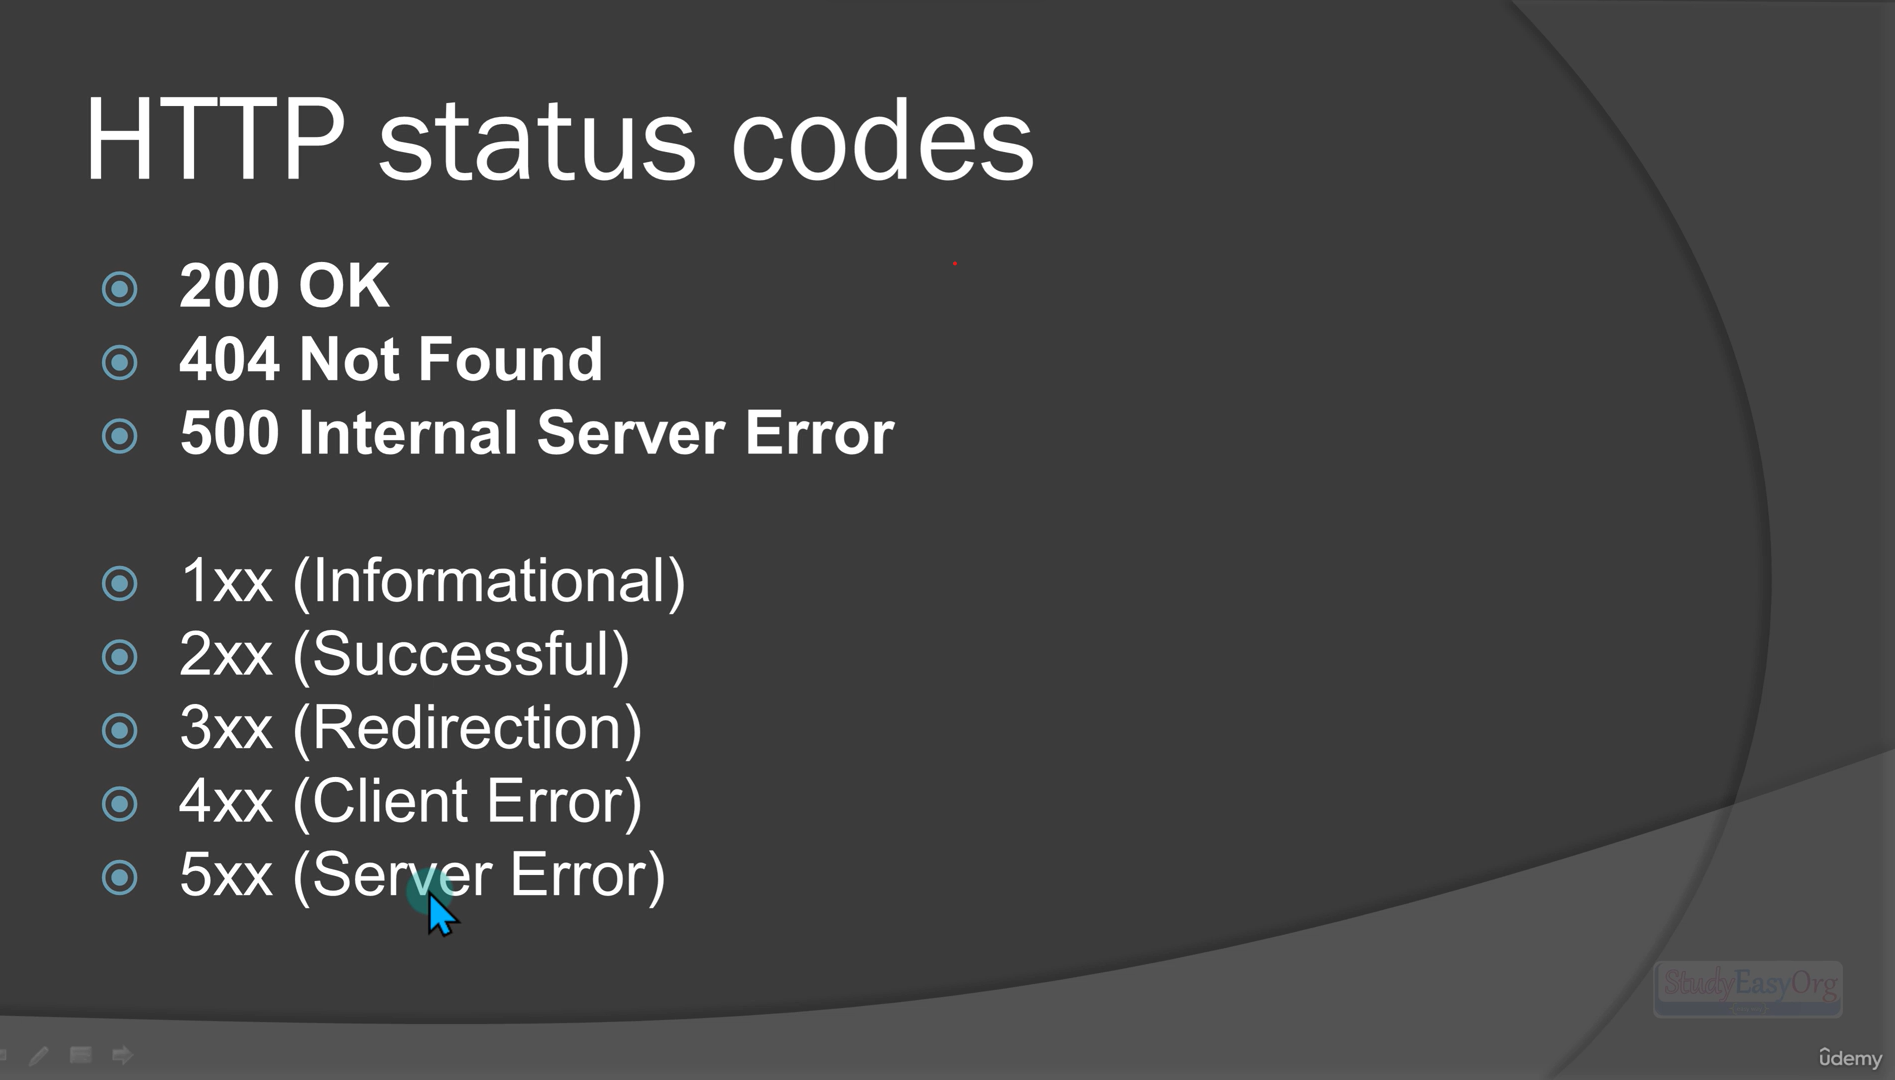 HTTP status codes
200 OK
404 Not Found
500 Internal Server Error
1xx (Informational)
2xx (Successful)
3xx (Redirection)
4xx (Client Error)
5xx (Server Error)
StudyEasyOrg
ûdemy